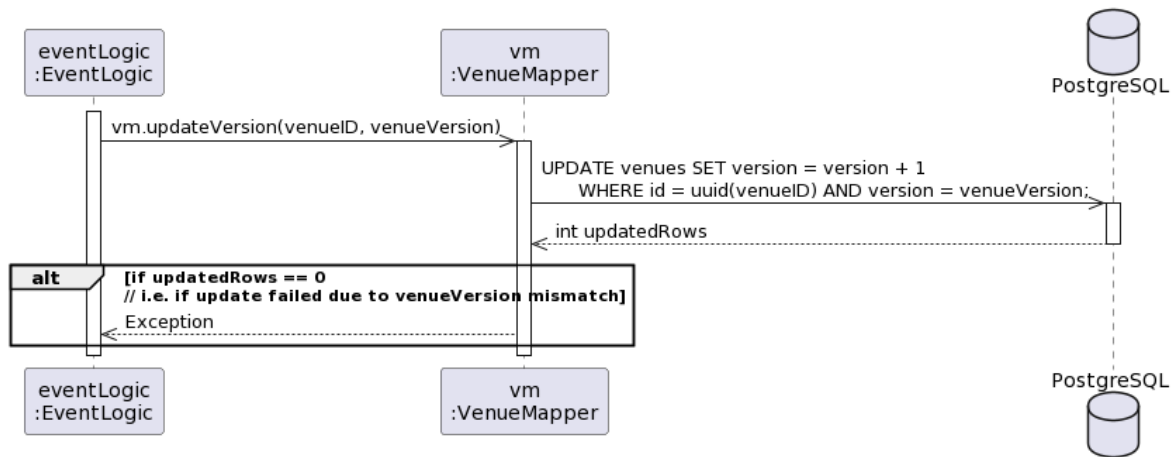 eventLogic
:EventLogic
vm
:VenueMapper
PostgreSQL
vm.updateVersion(venueID, venueVersion)
UPDATE venues SET version = version + 1
WHERE id = uuid(venueID) AND version = venueVersion;
int updatedRows
alt
[if updatedRows == 0
// i.e. if update failed due to venueVersion mismatch]
Exception
eventLogic
:EventLogic
vm
:VenueMapper
PostgreSQL